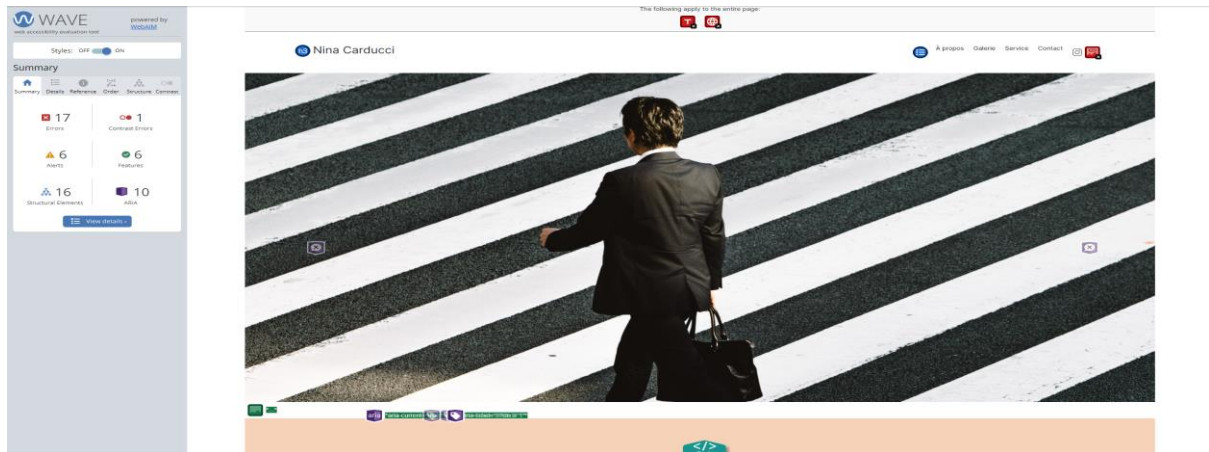 The following apply to the entire page:
WAVE
powered by
WebAIM
web accessibility evaluation tool
Styles: OFF ON
Summary
Summary Details Reference Order Structure Contrast
17 Errors
1 Contrast Errors
6 Alerts
6 Features
16 Structural Elements
10 ARIA
View details ›
h3 Nina Carducci
À propos Galerie Service Contact
aria
</>